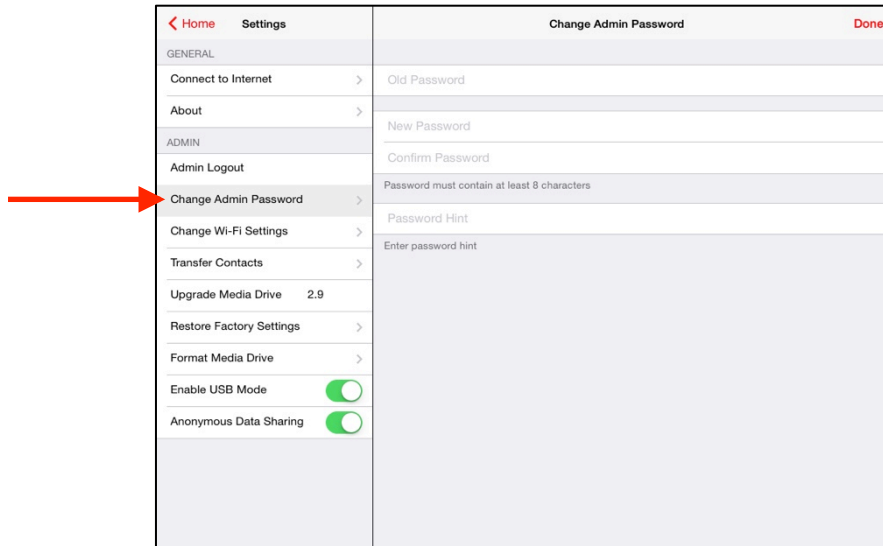 Home Settings
GENERAL
Connect to Internet
About
ADMIN
Admin Logout
Change Admin Password
Change Wi-Fi Settings
Transfer Contacts
Upgrade Media Drive 2.9
Restore Factory Settings
Format Media Drive
Enable USB Mode
Anonymous Data Sharing
Change Admin Password Done
Old Password
New Password
Confirm Password
Password must contain at least 8 characters
Password Hint
Enter password hint